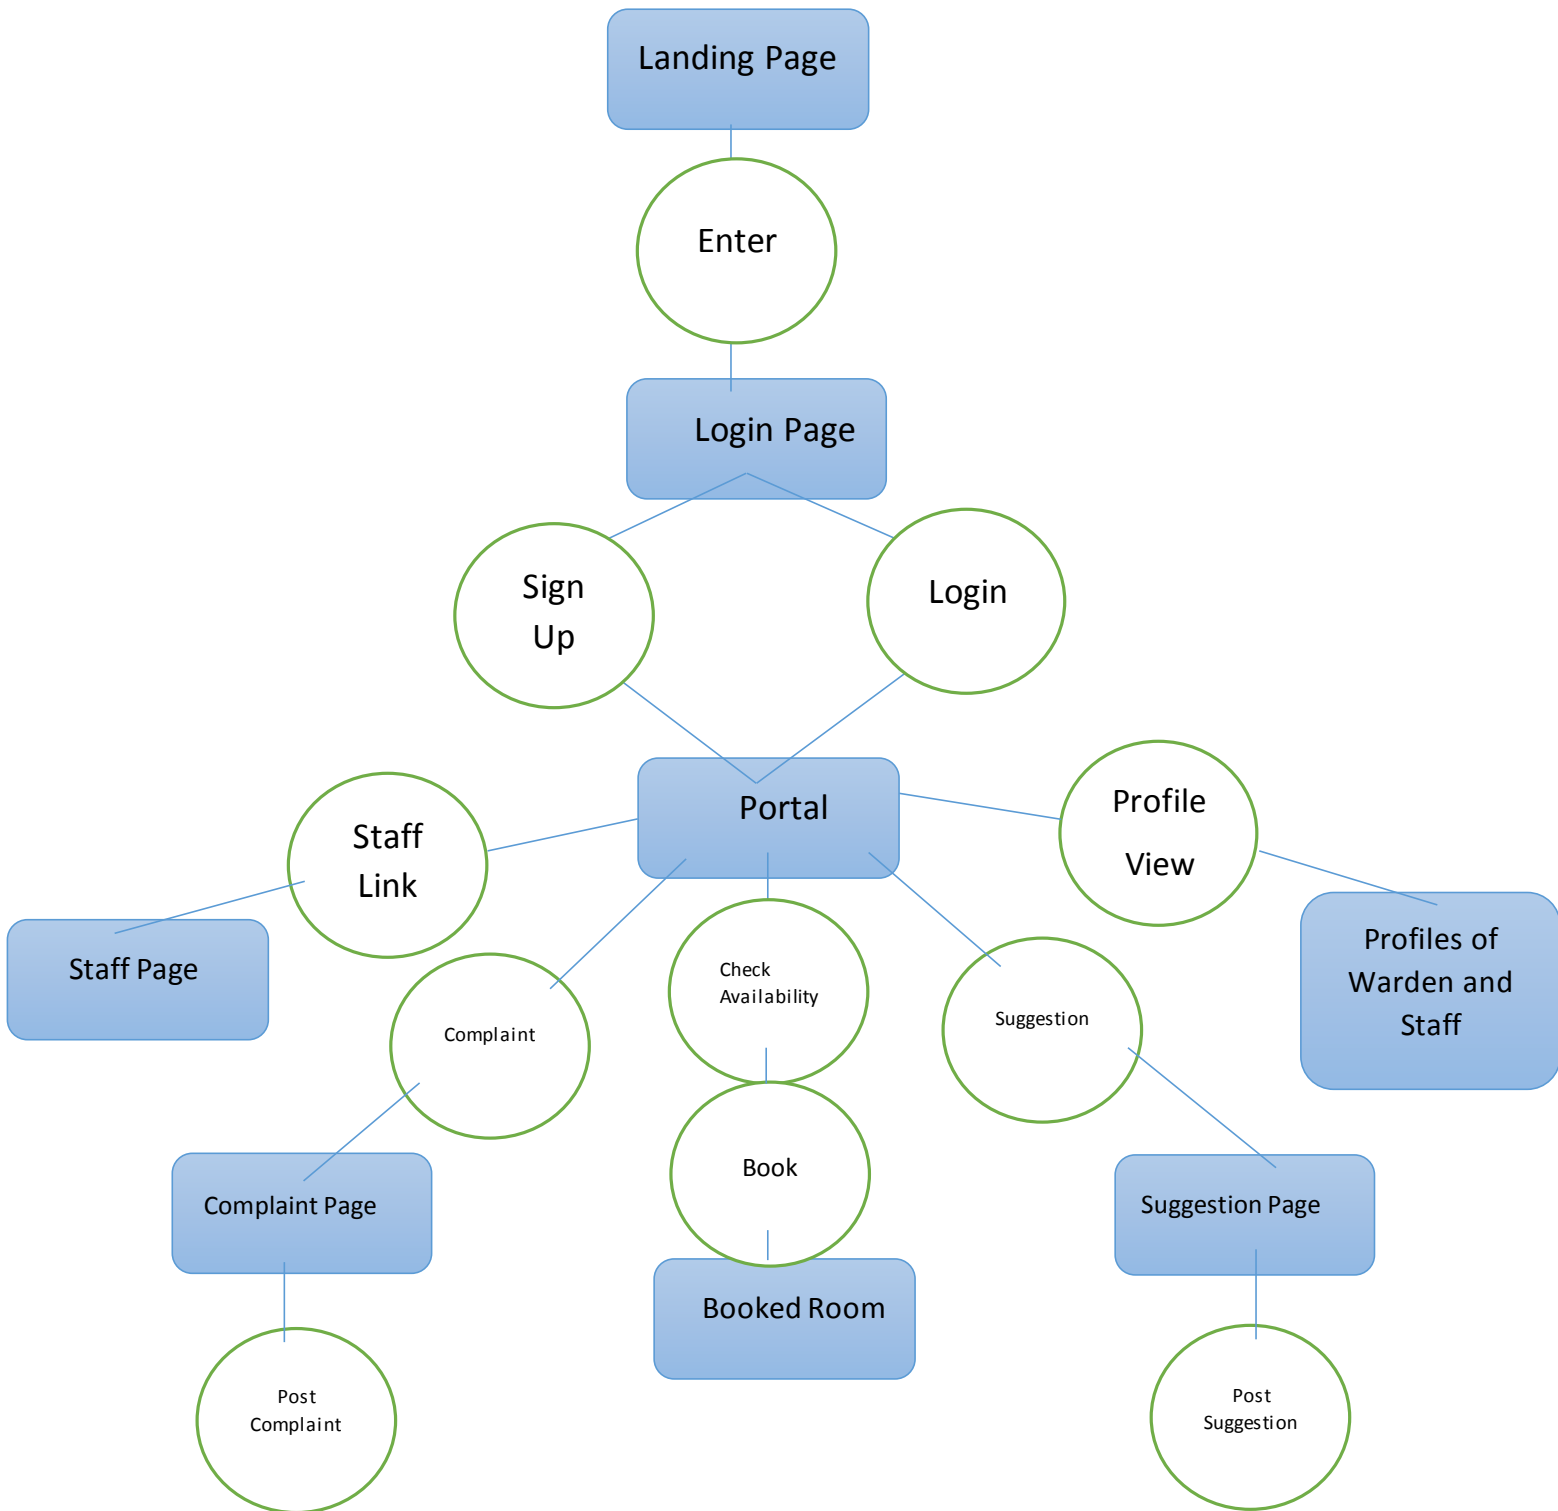 Landing Page
Enter
Login Page
Sign
Up
Login
Portal
Staff
Link
Profile
View
Staff Page
Complaint
Check
Availability
Suggestion
Profiles of
Warden and
Staff
Complaint Page
Book
Suggestion Page
Booked Room
Post
Complaint
Post
Suggestion